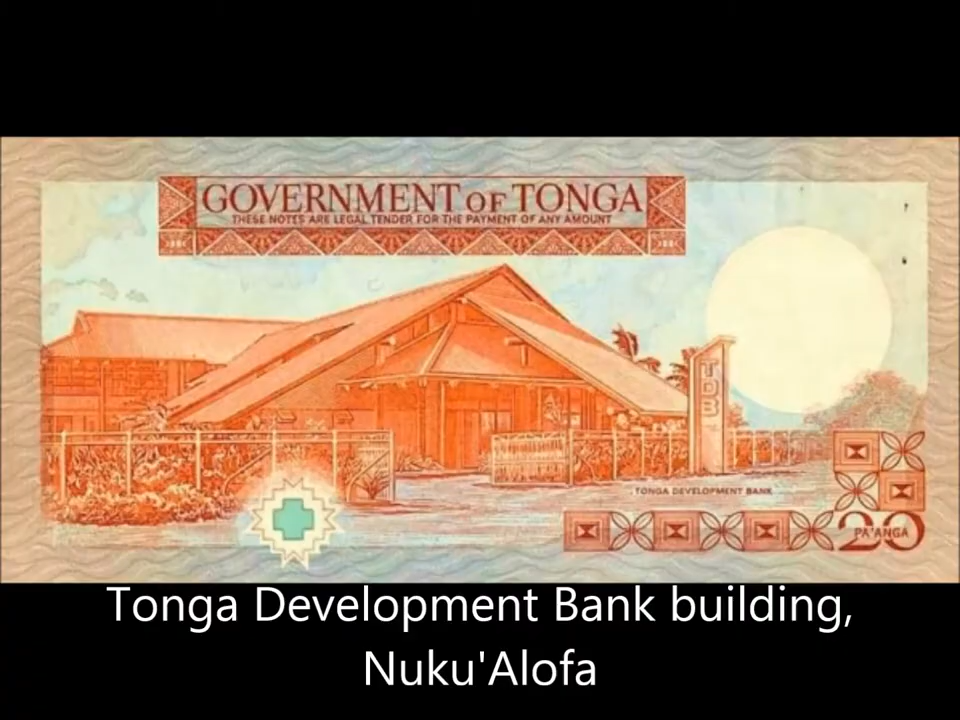 GOVERNMENT OF TONGA
THESE NOTES ARE LEGAL TENDER FOR THE PAYMENT OF ANY AMOUNT
TDB
TONGA DEVELOPMENT BANK
20
PA'ANGA
Tonga Development Bank building,
Nuku'Alofa